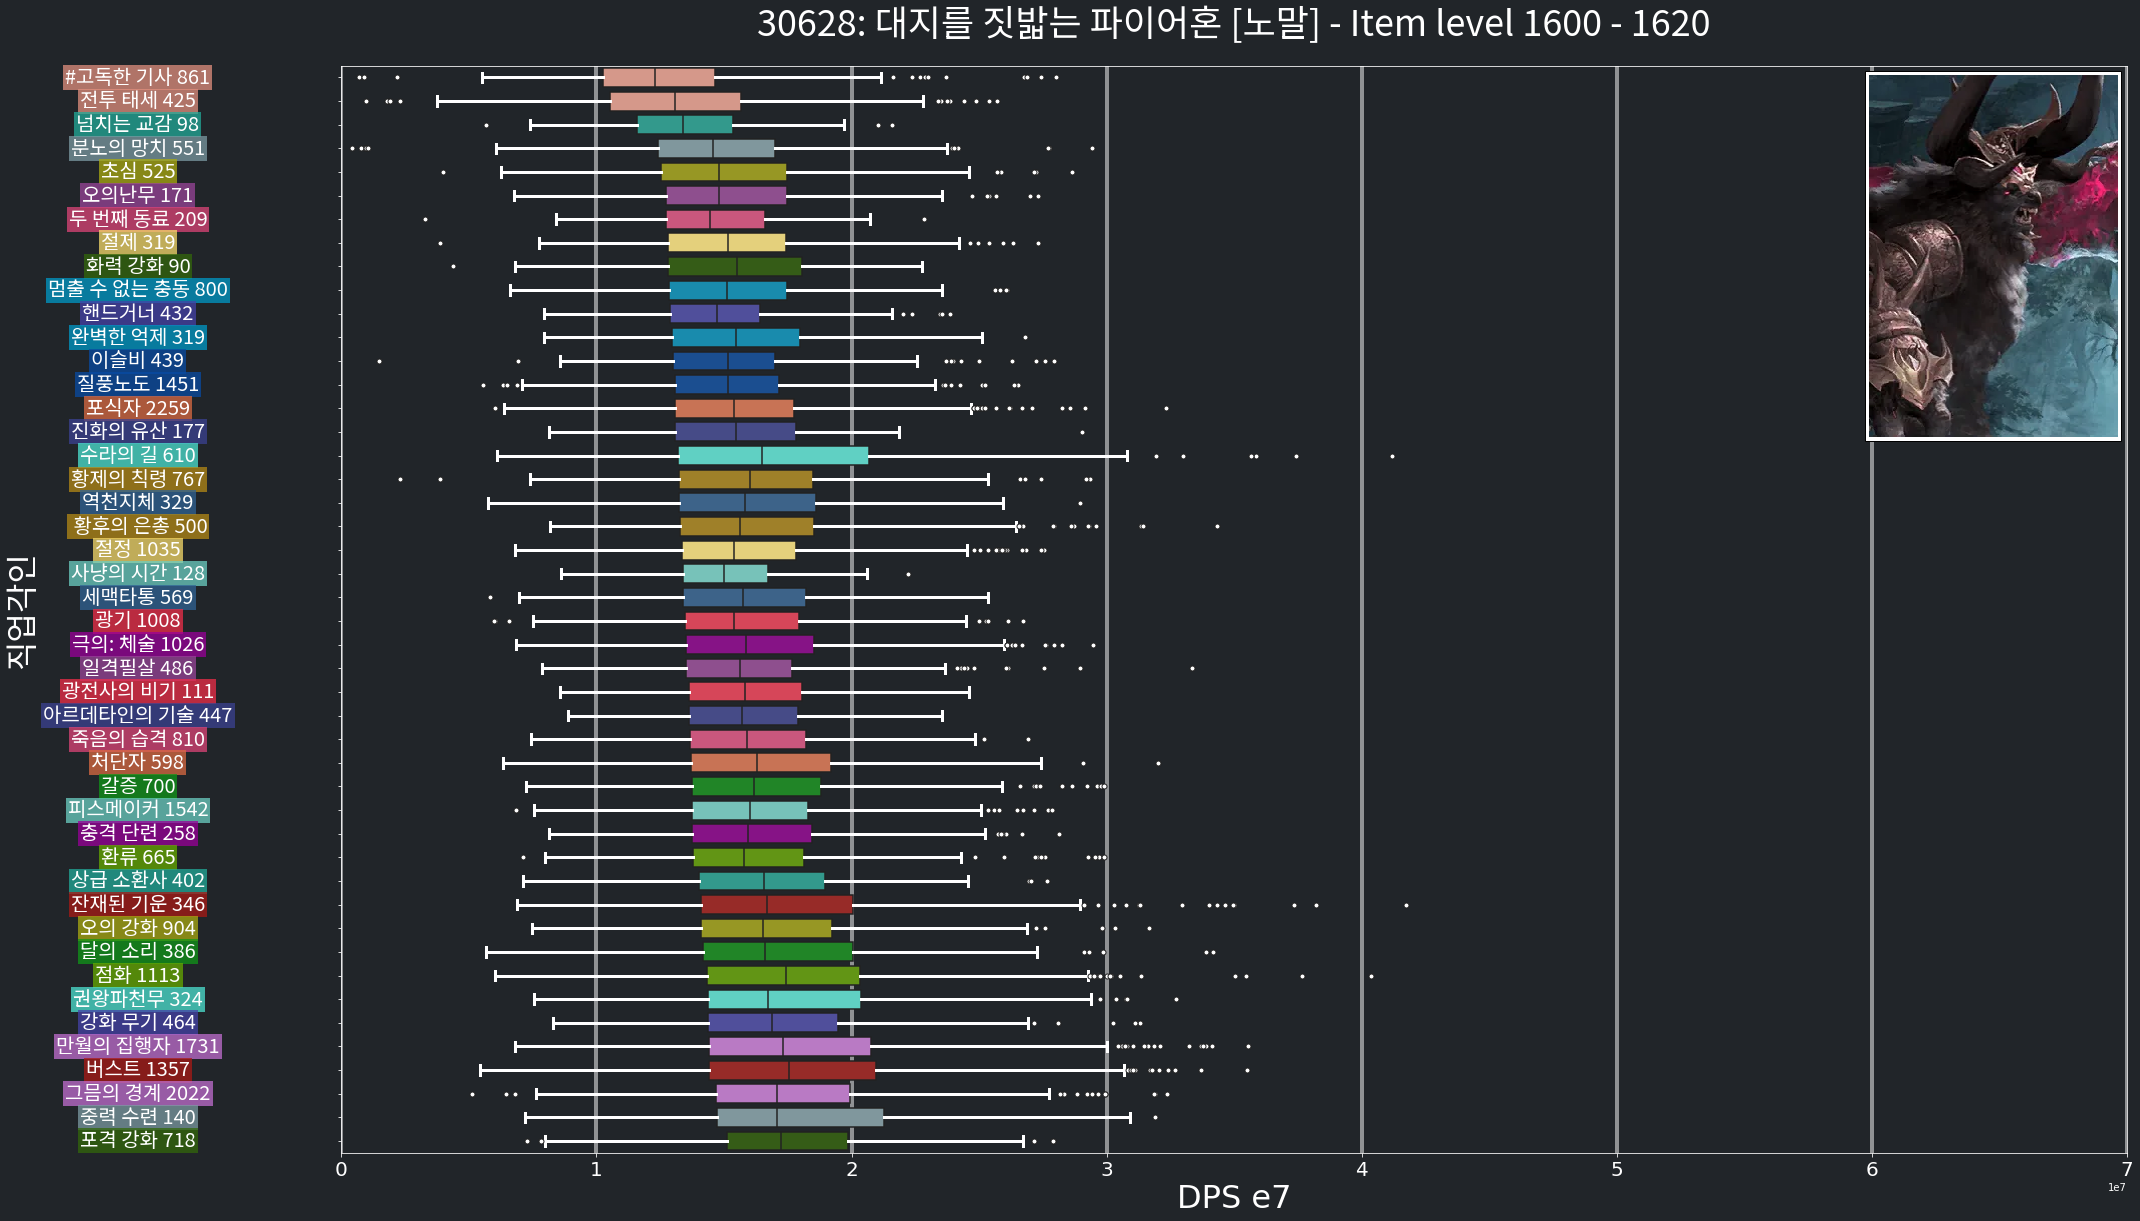 30628: 대지를 짓밟는 파이어혼 [노말] - Item level 1600 - 1620
#고독한 기사 861
전투 태세 425
넘치는 교감 98
분노의 망치 551
초심 525
오의난무 171
두 번째 동료 209
절제 319
화력 강화 90
멈출 수 없는 충동 800
핸드거너 432
완벽한 억제 319
이슬비 439
질풍노도 1451
포식자 2259
진화의 유산 177
수라의 길 610
황제의 칙령 767
역천지체 329
황후의 은총 500
절정 1035
사냥의 시간 128
세맥타통 569
광기 1008
극의: 체술 1026
일격필살 486
광전사의 비기 111
아르데타인의 기술 447
죽음의 습격 810
처단자 598
갈증 700
피스메이커 1542
충격 단련 258
환류 665
상급 소환사 402
잔재된 기운 346
오의 강화 904
달의 소리 386
점화 1113
권왕파천무 324
강화 무기 464
만월의 집행자 1731
버스트 1357
그믐의 경계 2022
중력 수련 140
포격 강화 718
직업각인
0 1 2 3 4 5 6 7
1e7
DPS e7